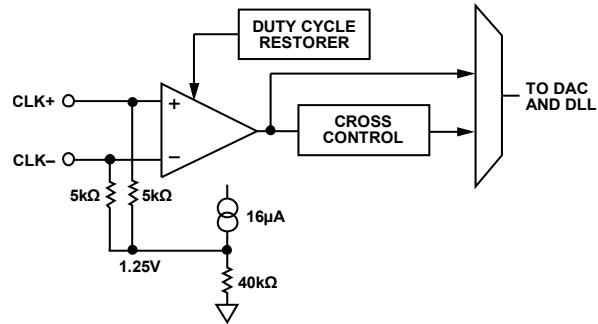 DUTY CYCLE
RESTORER
CLK+
CLK–
+
–
CROSS
CONTROL
TO DAC
AND DLL
5kΩ
5kΩ
16µA
1.25V
40kΩ